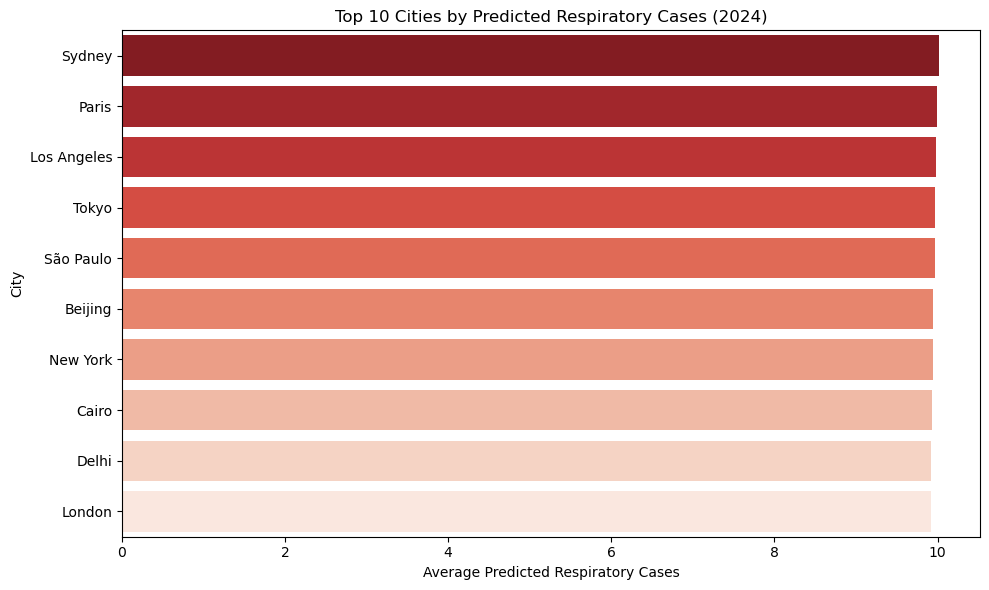 Top 10 Cities by Predicted Respiratory Cases (2024)
Sydney
Paris
Los Angeles
Tokyo
São Paulo
Beijing
New York
Cairo
Delhi
London
City
0 2 4 6 8 10
Average Predicted Respiratory Cases